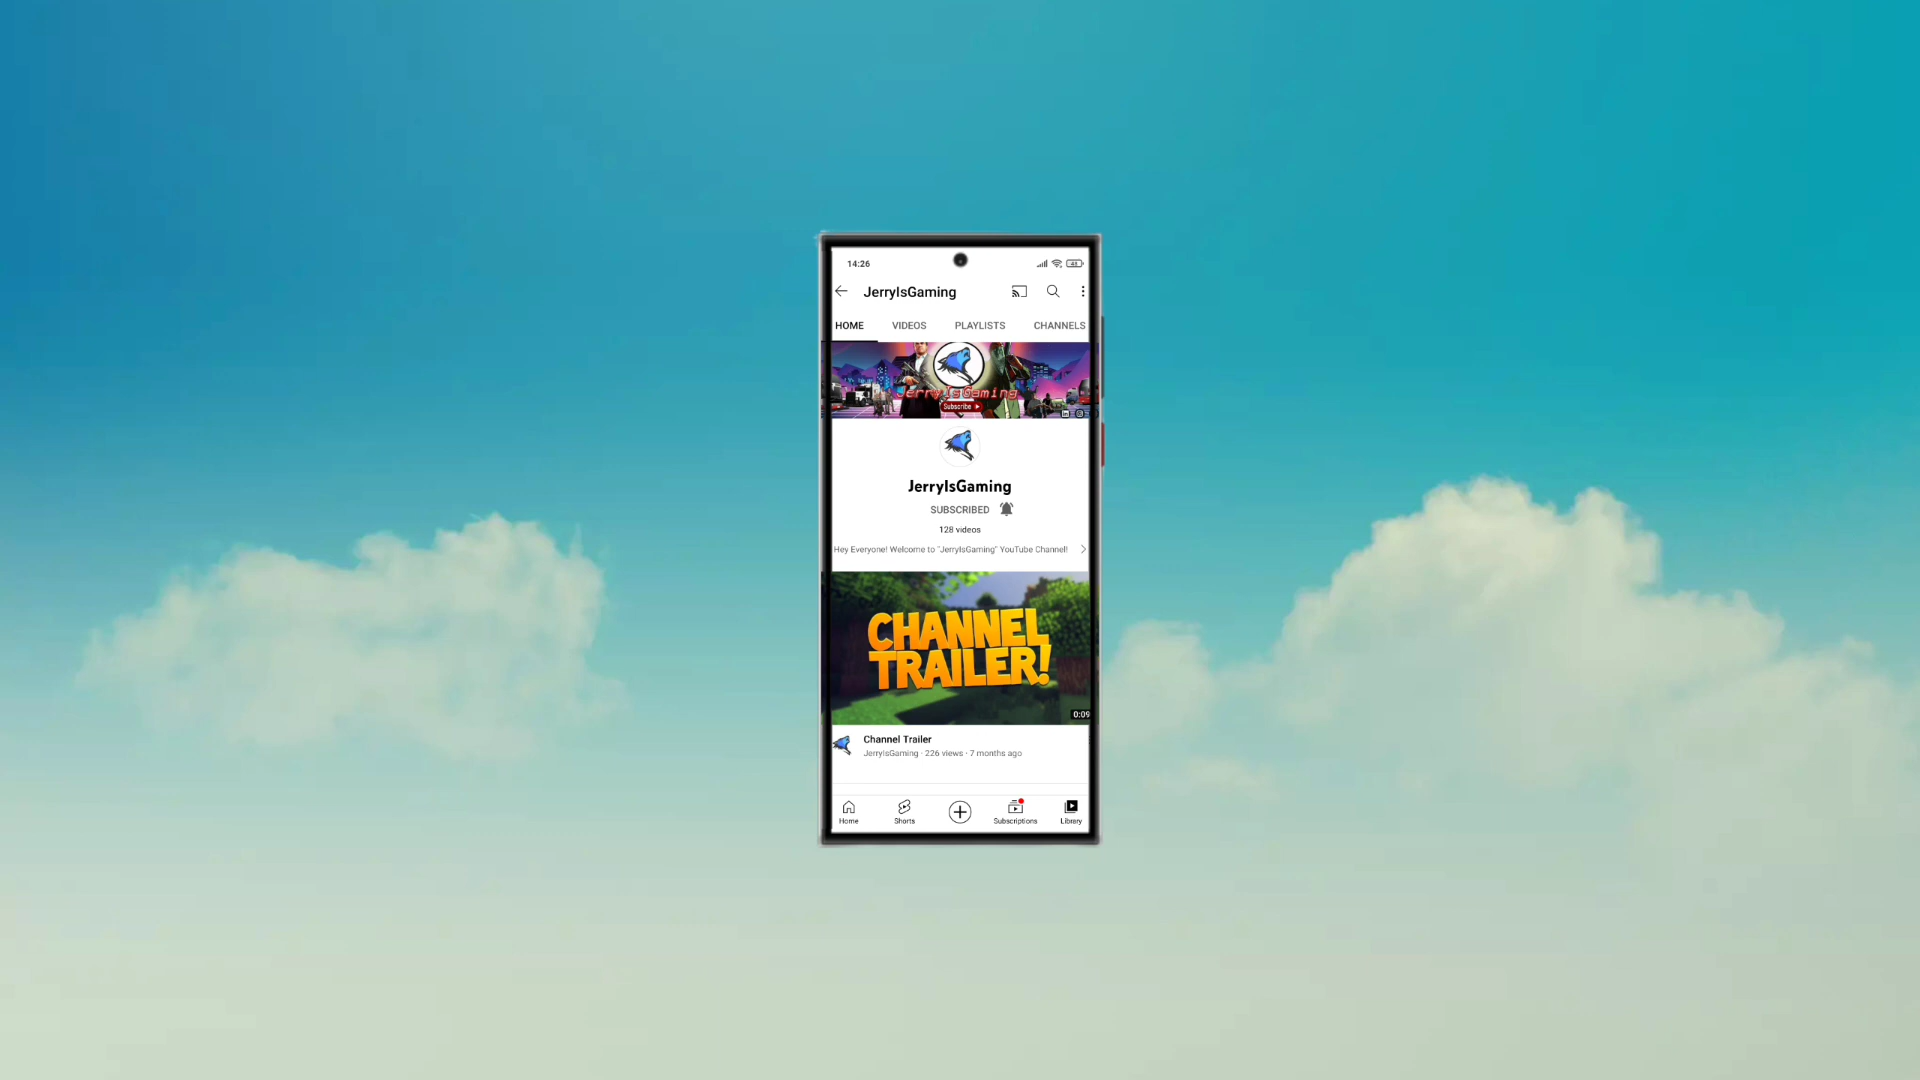 14:26
43
JerryIsGaming
HOME VIDEOS PLAYLISTS CHANNELS
JerryIsGaming
Subscribe
JerryIsGaming
SUBSCRIBED
128 videos
Hey Everyone! Welcome to "JerryIsGaming" YouTube Channel!
CHANNEL
TRAILER!
0:09
Channel Trailer
JerryIsGaming · 226 views · 7 months ago
Home Shorts Subscriptions Library